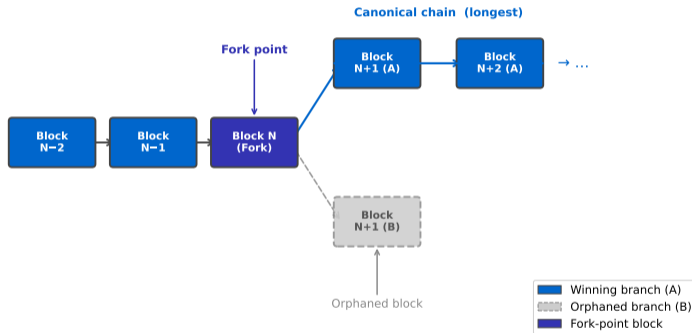 Canonical chain  (longest)
Fork point
Block
N+1 (A)
Block
N+2 (A)
→ ...
Block
N−2
Block
N−1
Block N
(Fork)
Block
N+1 (B)
Orphaned block
Winning branch (A)
Orphaned branch (B)
Fork-point block